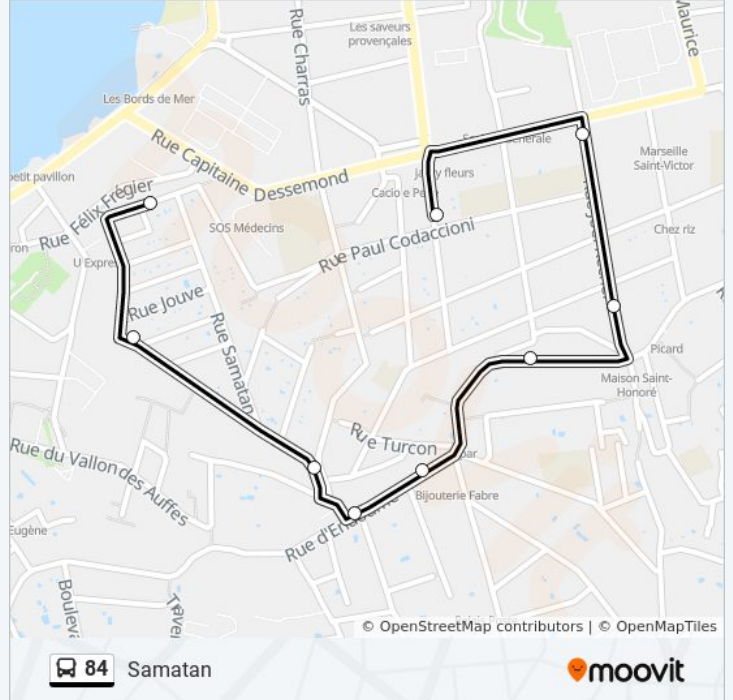 Rue Charras
Les saveurs
provençales
Maurice
Les Bords de Mer
Rue Capitaine Dessemond
petit pavillon
Marseille
Saint-Victor
Rue Félix Frégier
Cacio e Pe
SOS Médecins
Rue Paul Codaccioni
Chez riz
U Expre
Rue Jouve
Rue Samatan
Picard
Maison Saint-
Honoré
Rue Turcon
bar
Rue du Vallon des Auffes
Bijouterie Fabre
Eugène
Rue d'Endoume
Bouleva
© OpenStreetMap contributors | © OpenMapTiles
84 Samatan
moovit